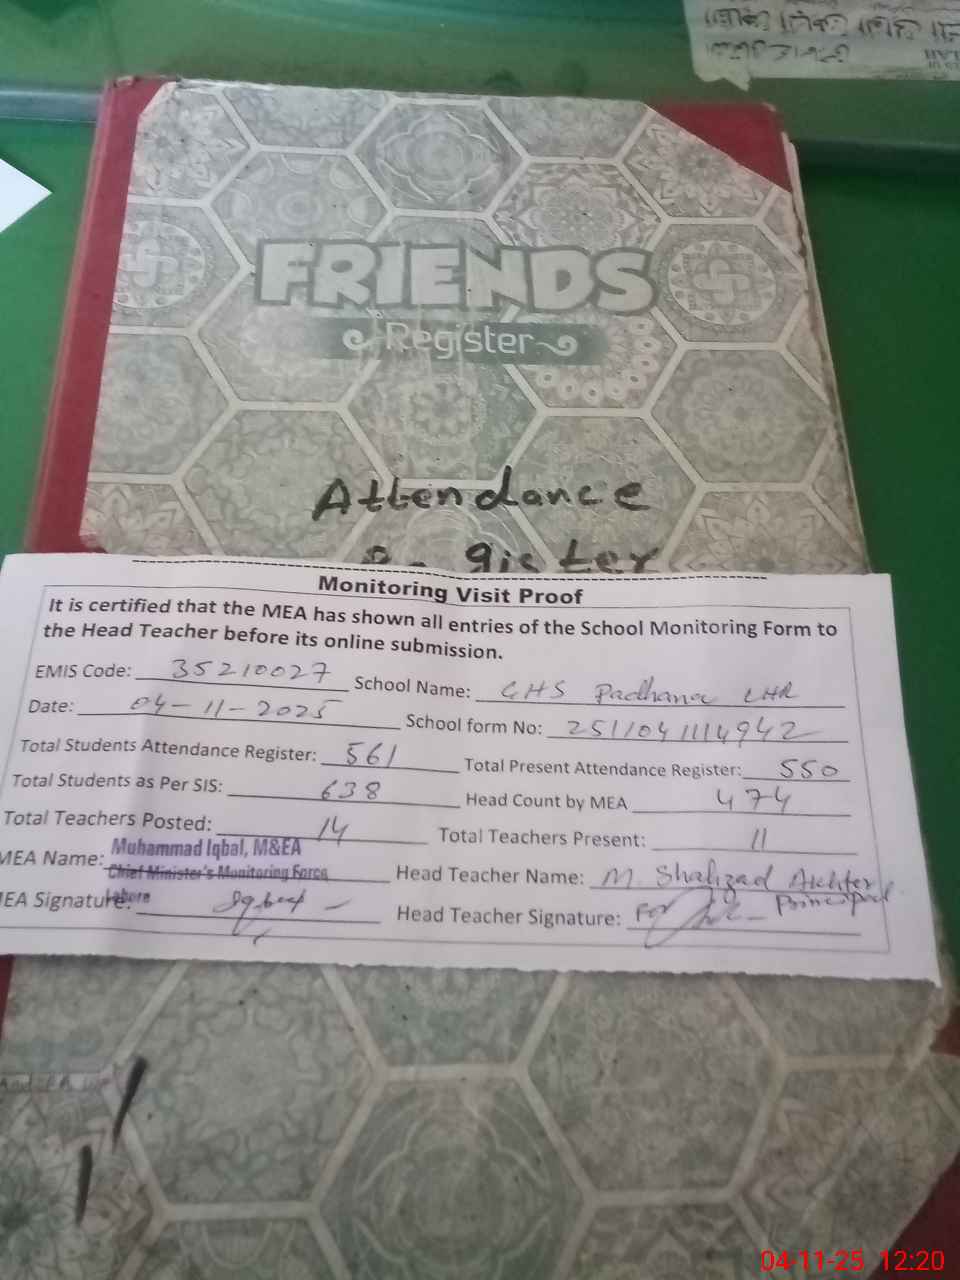 FRIENDS
Register
Attendance
Register
Monitoring Visit Proof
It is certified that the MEA has shown all entries of the School Monitoring Form to
the Head Teacher before its online submission.
EMIS Code: 35210027 School Name: GHS Padhana LHR
Date: 04-11-2025 School form No: 2511041114942
Total Students Attendance Register: 561 Total Present Attendance Register: 550
Total Students as Per SIS: 638 Head Count by MEA 474
Total Teachers Posted: 14 Total Teachers Present: 11
MEA Name: Muhammad Iqbal, M&EA
Chief Minister's Monitoring Force
Lahore
Head Teacher Name: M. Shahzad Akhter
MEA Signature: Iqbal Head Teacher Signature: For Principal
04-11-25 12:20